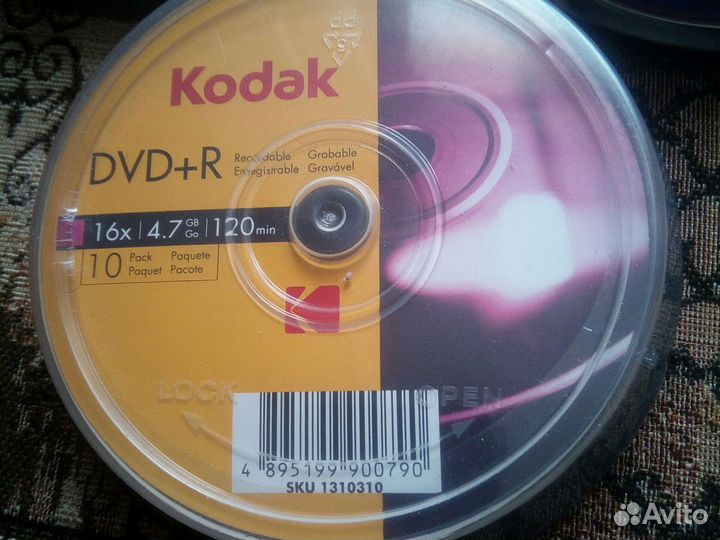 PP
Kodak
DVD+R
Recordable Grabable
Enregistrable Gravável
16x | 4.7 GB Go | 120 min
10 Pack Paquete
Paquet Pacote
LOCK OPEN
4 895199 900790
SKU 1310310
Avito